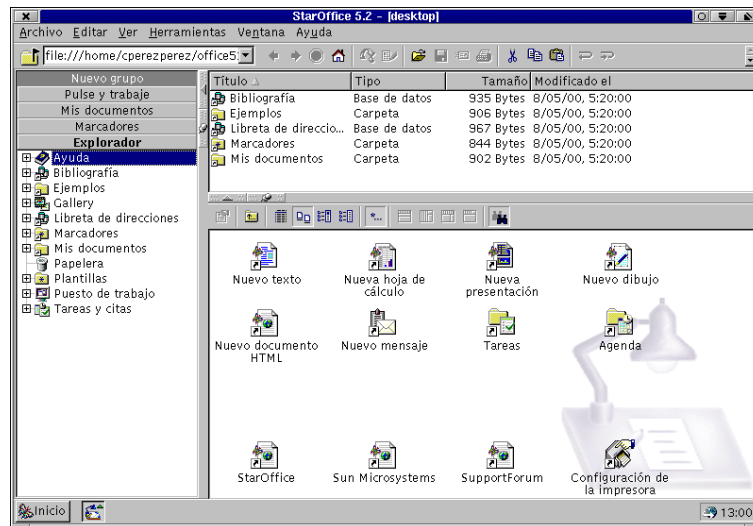 StarOffice 5.2 - [desktop]
Archivo Editar Ver Herramientas Ventana Ayuda
file:///home/cperezperez/office5
Nuevo grupo
Pulse y trabaje
Mis documentos
Marcadores
Explorador
Ayuda
Bibliografía
Ejemplos
Gallery
Libreta de direcciones
Marcadores
Mis documentos
Papelera
Plantillas
Puesto de trabajo
Tareas y citas
Título Tipo Tamaño Modificado el
Bibliografía Base de datos 935 Bytes 8/05/00, 5:20:00
Ejemplos Carpeta 906 Bytes 8/05/00, 5:20:00
Libreta de direccio... Base de datos 967 Bytes 8/05/00, 5:20:00
Marcadores Carpeta 844 Bytes 8/05/00, 5:20:00
Mis documentos Carpeta 902 Bytes 8/05/00, 5:20:00
Nuevo texto
Nueva hoja de
cálculo
Nueva
presentación
Nuevo dibujo
Nuevo documento
HTML
Nuevo mensaje
Tareas
Agenda
StarOffice
Sun Microsystems
SupportForum
Configuración de
la impresora
Inicio
13:00